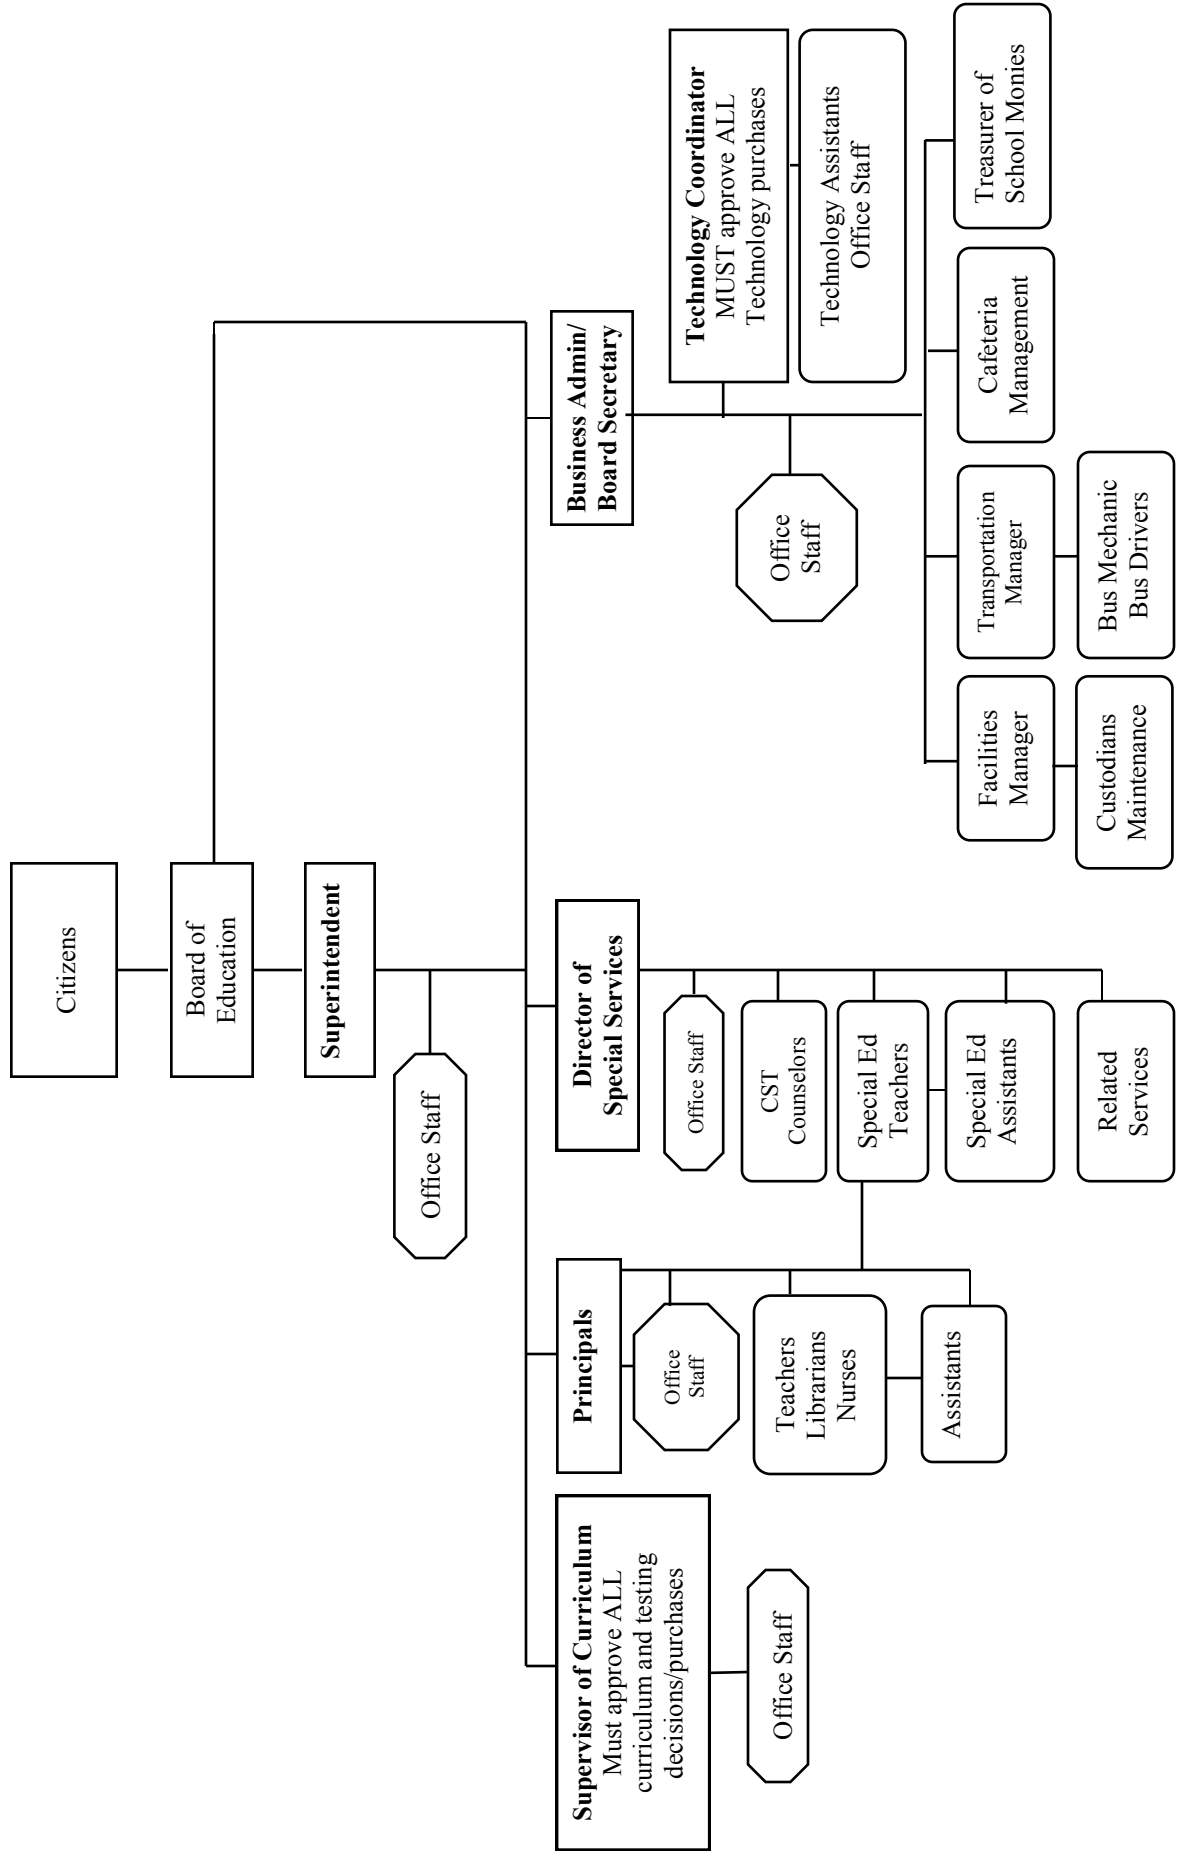 Citizens
Board of
Education
Superintendent
Office Staff
Supervisor of Curriculum
Must approve ALL
curriculum and testing
decisions/purchases
Office Staff
Principals
Office
Staff
Teachers
Librarians
Nurses
Assistants
Director of
Special Services
Office Staff
CST
Counselors
Special Ed
Teachers
Special Ed
Assistants
Related
Services
Business Admin/
Board Secretary
Office
Staff
Technology Coordinator
MUST approve ALL
Technology purchases
Technology Assistants
Office Staff
Facilities
Manager
Custodians
Maintenance
Transportation
Manager
Bus Mechanic
Bus Drivers
Cafeteria
Management
Treasurer of
School Monies